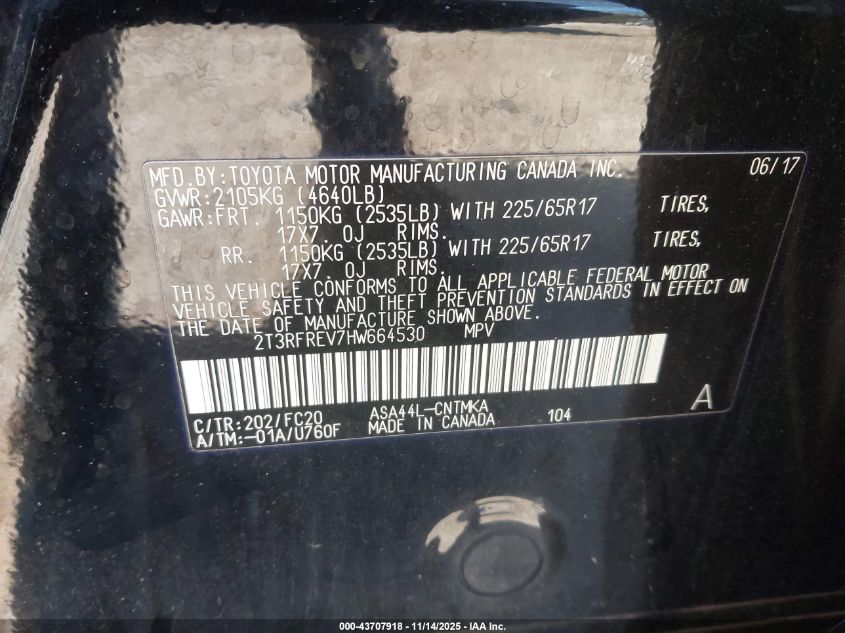 MFD.BY:TOYOTA MOTOR MANUFACTURING CANADA INC. 06/17
GVWR:2105KG (4640LB)
GAWR:FRT. 1150KG (2535LB) WITH 225/65R17 TIRES,
17X7.0J RIMS.
RR. 1150KG (2535LB) WITH 225/65R17 TIRES,
17X7.0J RIMS.
THIS VEHICLE CONFORMS TO ALL APPLICABLE FEDERAL MOTOR
VEHICLE SAFETY AND THEFT PREVENTION STANDARDS IN EFFECT ON
THE DATE OF MANUFACTURE SHOWN ABOVE.
2T3RFREV7HW664530 MPV
C/TR:202/FC20 ASA44L-CNTMKA 104 A
A/TM:-01A/U760F MADE IN CANADA
000-43707918 - 11/14/2025 - IAA Inc.